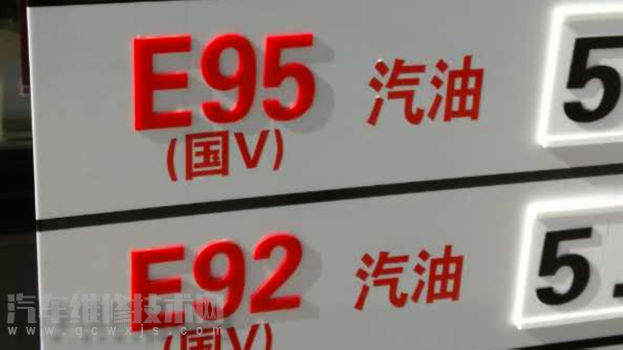 E95 汽油 5
(国V)
E92 汽油 5.
(国V)
汽车维修技术网
www.qcwxjs.com